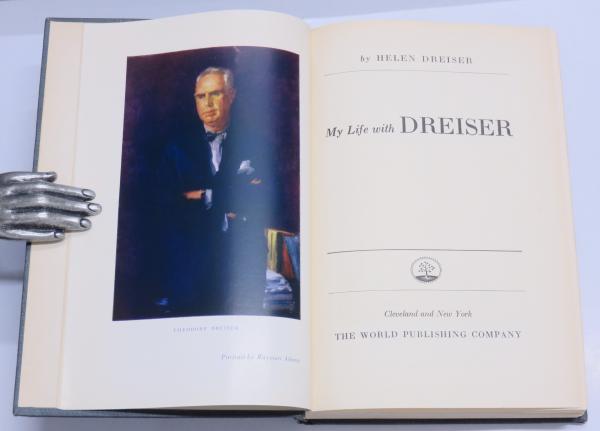 THEODORE DREISER
Portrait by Wayman Adams
by HELEN DREISER
My Life with DREISER
Cleveland and New York
THE WORLD PUBLISHING COMPANY